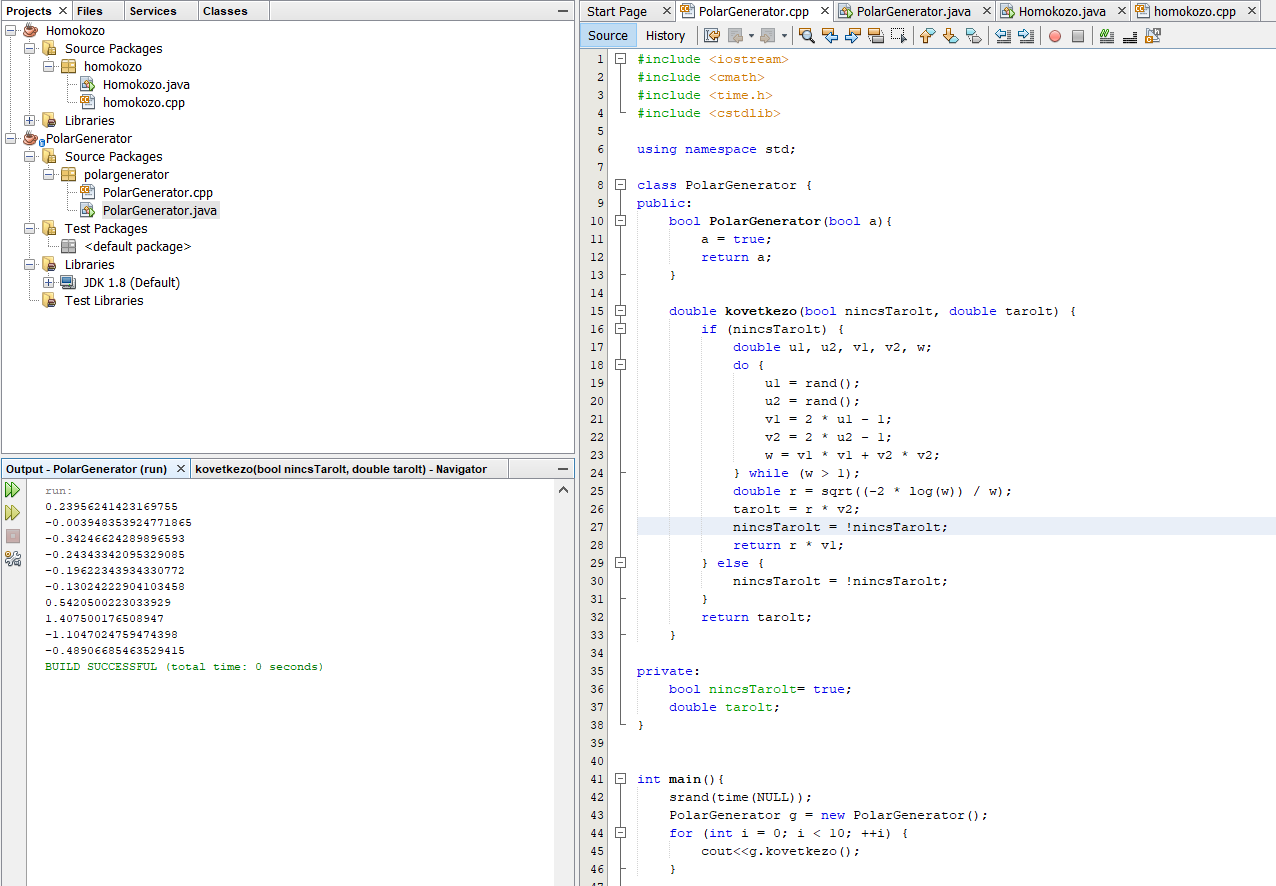 Projects Files Services Classes
Homokozo
Source Packages
homokozo
Homokozo.java
homokozo.cpp
Libraries
PolarGenerator
Source Packages
polargenerator
PolarGenerator.cpp
PolarGenerator.java
Test Packages
<default package>
Libraries
JDK 1.8 (Default)
Test Libraries
Output - PolarGenerator (run) kovetkezo(bool nincsTarolt, double tarolt) - Navigator
run:
0.23956241423169755
-0.003948353924771865
-0.34246624289896593
-0.24343342095329085
-0.19622343934330772
-0.13024222904103458
0.5420500223033929
1.407500176508947
-1.1047024759474398
-0.48906685463529415
BUILD SUCCESSFUL (total time: 0 seconds)
Start Page PolarGenerator.cpp PolarGenerator.java Homokozo.java homokozo.cpp
Source History
1 #include <iostream>
2 #include <cmath>
3 #include <time.h>
4 #include <cstdlib>
5
6 using namespace std;
7
8 class PolarGenerator {
9 public:
10 bool PolarGenerator(bool a){
11 a = true;
12 return a;
13 }
14
15 double kovetkezo(bool nincsTarolt, double tarolt) {
16 if (nincsTarolt) {
17 double u1, u2, v1, v2, w;
18 do {
19 u1 = rand();
20 u2 = rand();
21 v1 = 2 * u1 - 1;
22 v2 = 2 * u2 - 1;
23 w = v1 * v1 + v2 * v2;
24 } while (w > 1);
25 double r = sqrt((-2 * log(w)) / w);
26 tarolt = r * v2;
27 nincsTarolt = !nincsTarolt;
28 return r * v1;
29 } else {
30 nincsTarolt = !nincsTarolt;
31 }
32 return tarolt;
33 }
34
35 private:
36 bool nincsTarolt= true;
37 double tarolt;
38 }
39
40
41 int main(){
42 srand(time(NULL));
43 PolarGenerator g = new PolarGenerator();
44 for (int i = 0; i < 10; ++i) {
45 cout<<g.kovetkezo();
46 }